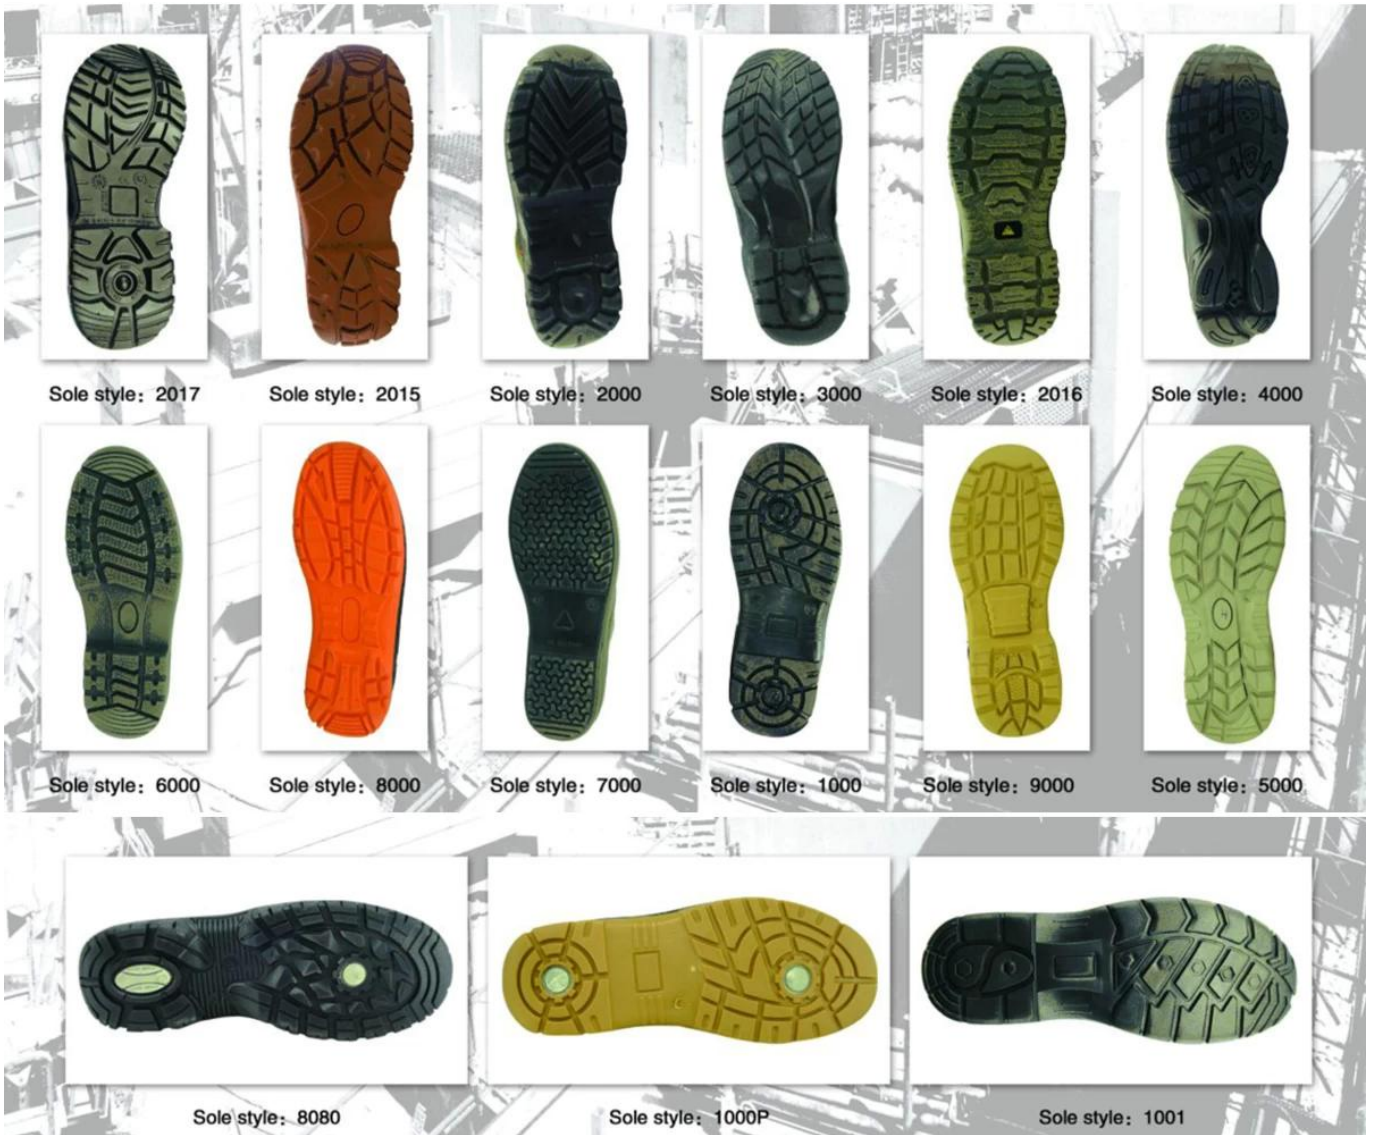 Sole style：2017
Sole style：2015
Sole style：2000
Sole style：3000
Sole style：2016
Sole style：4000
Sole style：6000
Sole style：8000
Sole style：7000
Sole style：1000
Sole style：9000
Sole style：5000
Sole style：8080
Sole style：1000P
Sole style：1001